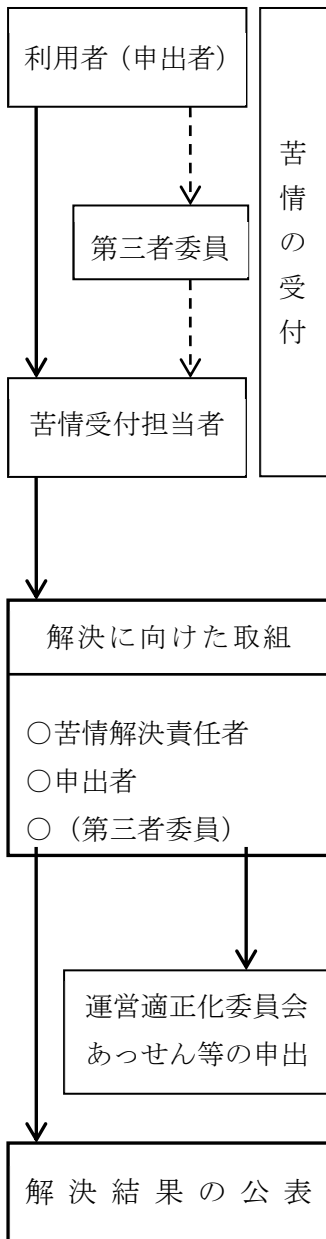 利用者（申出者）
苦情の受付
第三者委員
苦情受付担当者
解決に向けた取組
○苦情解決責任者
○申出者
○（第三者委員）
運営適正化委員会
あっせん等の申出
解決結果の公表